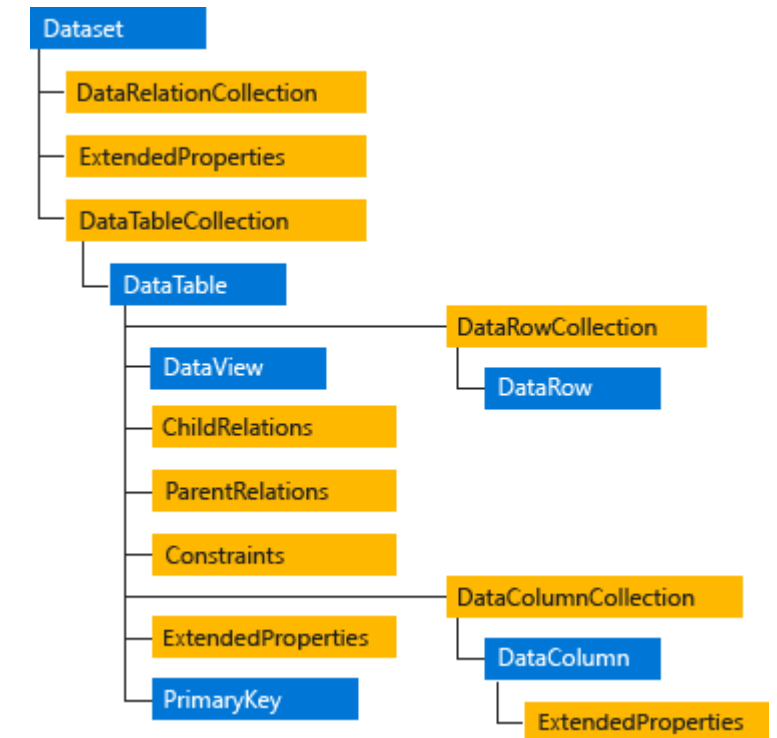 Dataset
DataRelationCollection
ExtendedProperties
DataTableCollection
DataTable
DataRowCollection
DataView
DataRow
ChildRelations
ParentRelations
Constraints
DataColumnCollection
ExtendedProperties
DataColumn
PrimaryKey
ExtendedProperties